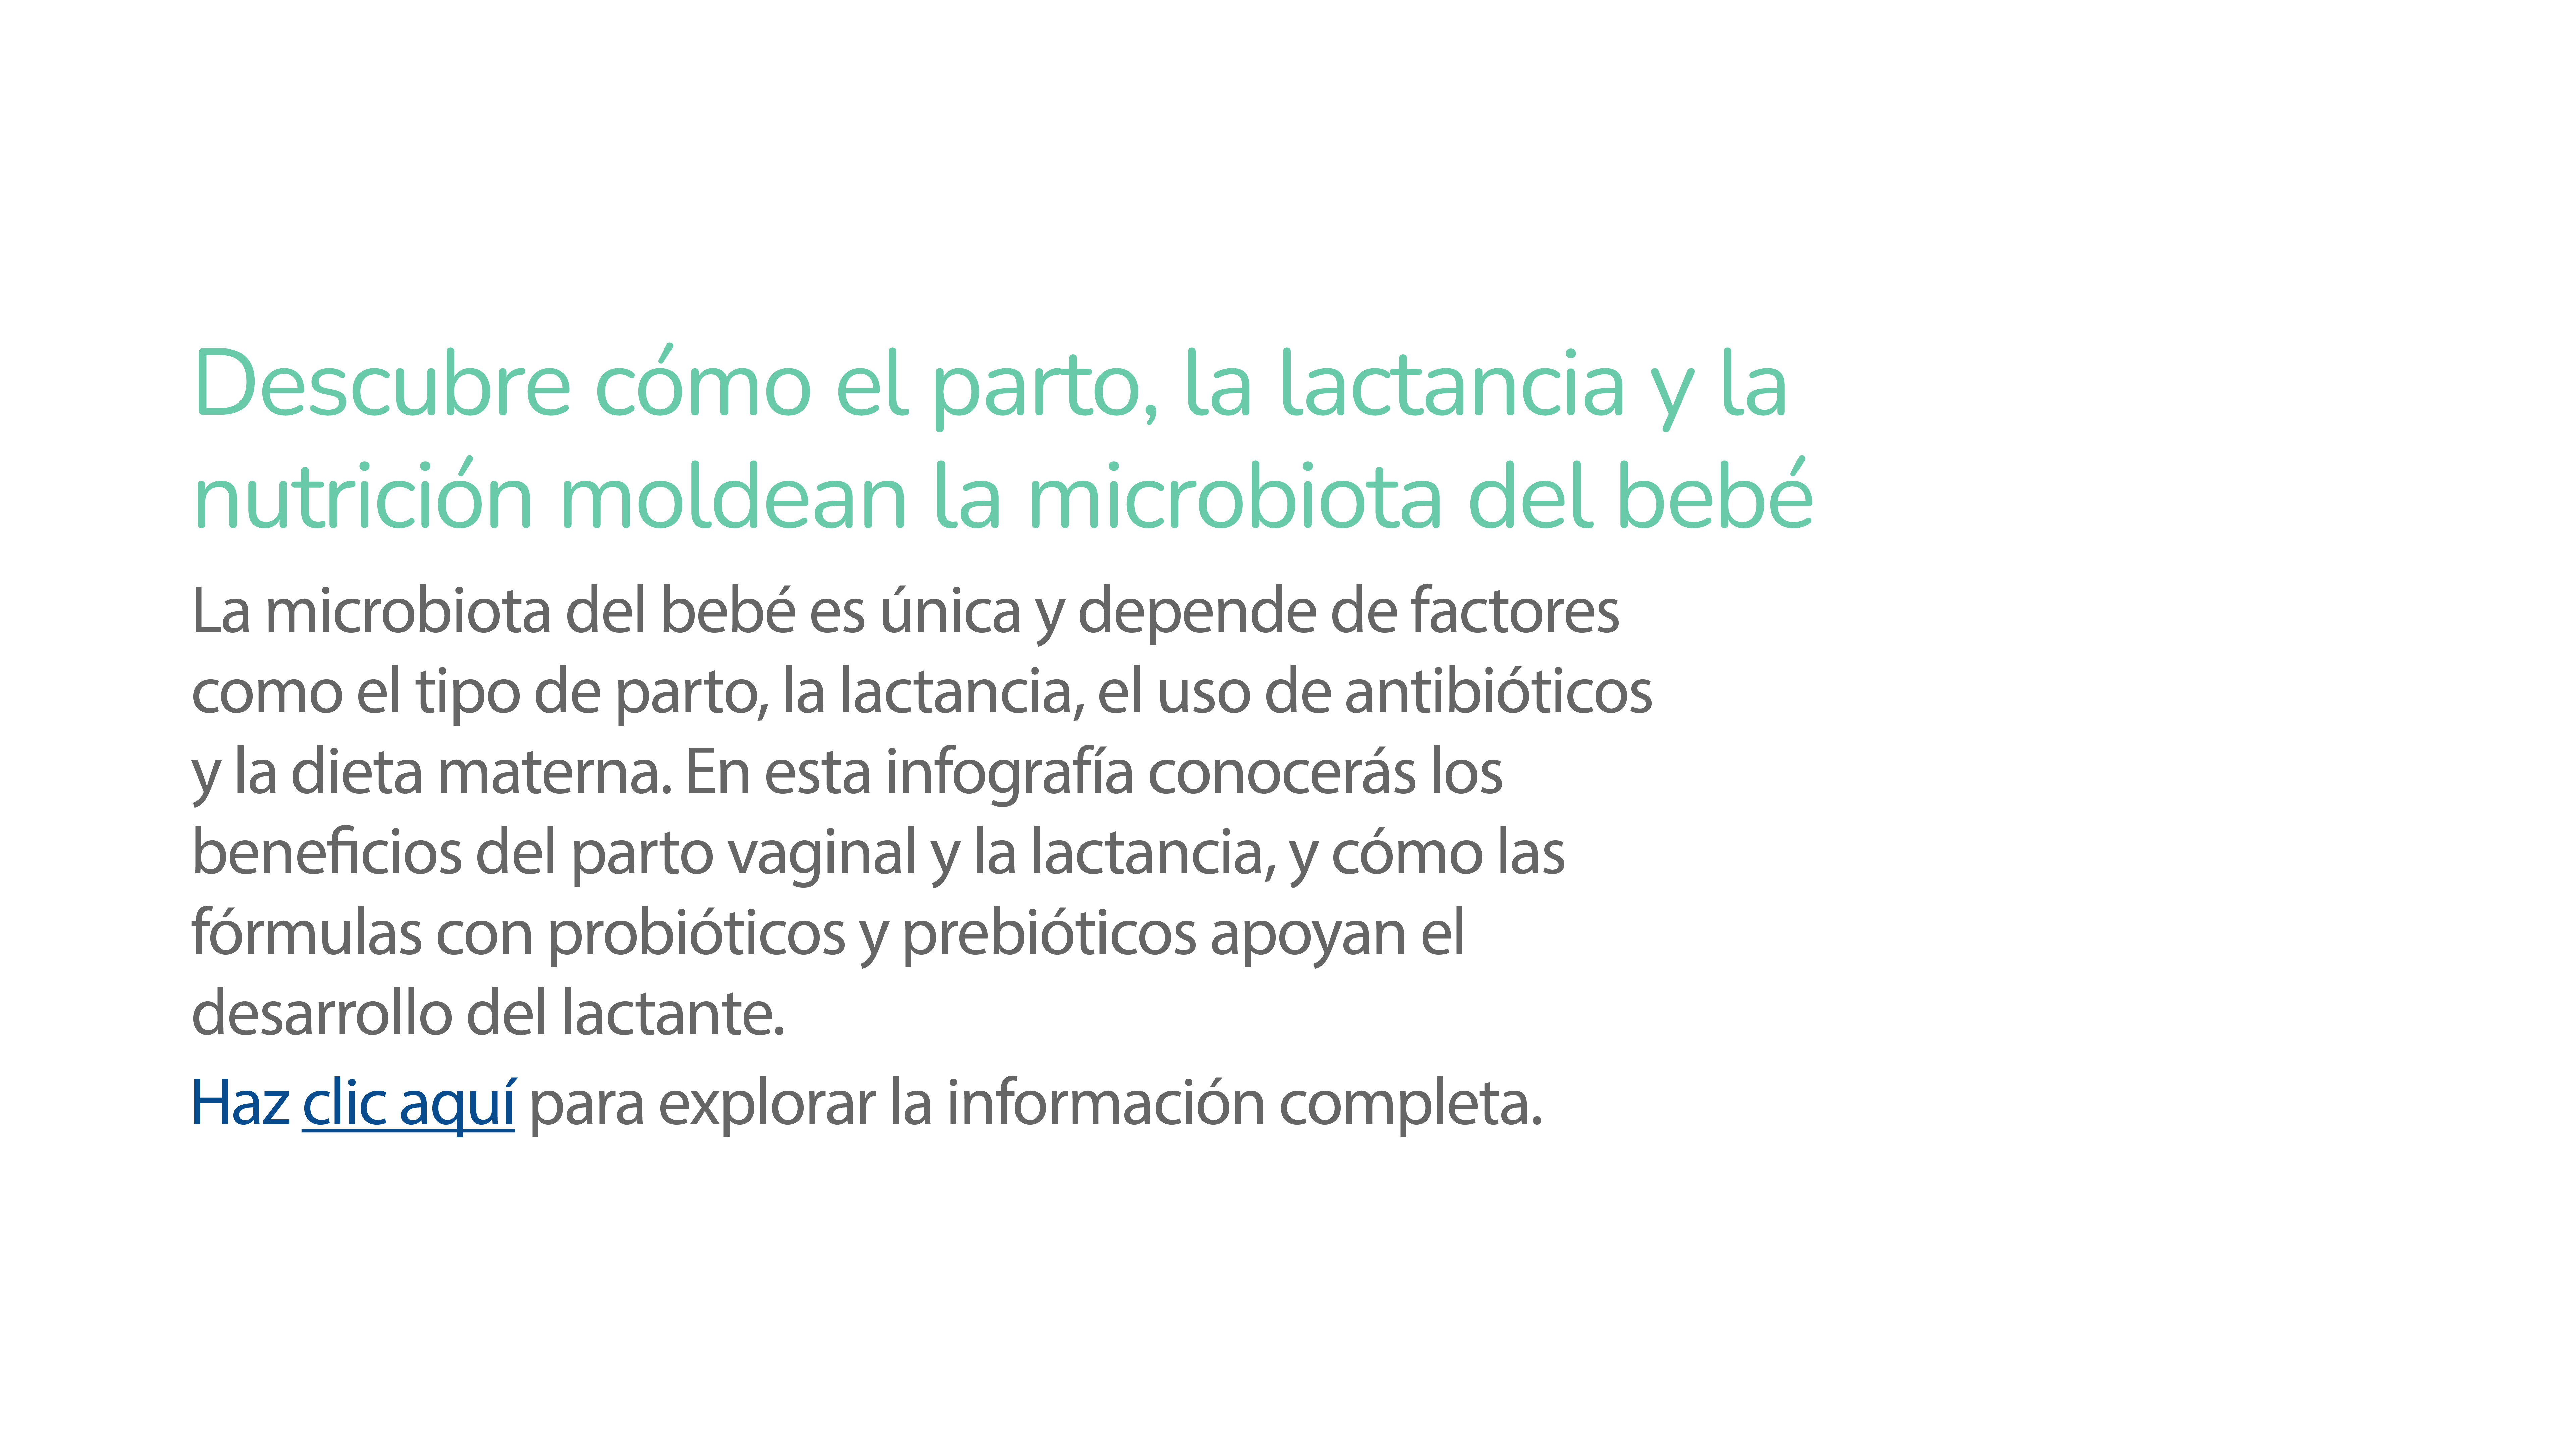 Descubre cómo el parto, la lactancia y la
nutrición moldean la microbiota del bebé
La microbiota del bebé es única y depende de factores
como el tipo de parto, la lactancia, el uso de antibióticos
y la dieta materna. En esta infografía conocerás los
beneficios del parto vaginal y la lactancia, y cómo las
fórmulas con probióticos y prebióticos apoyan el
desarrollo del lactante.
Haz clic aquí para explorar la información completa.